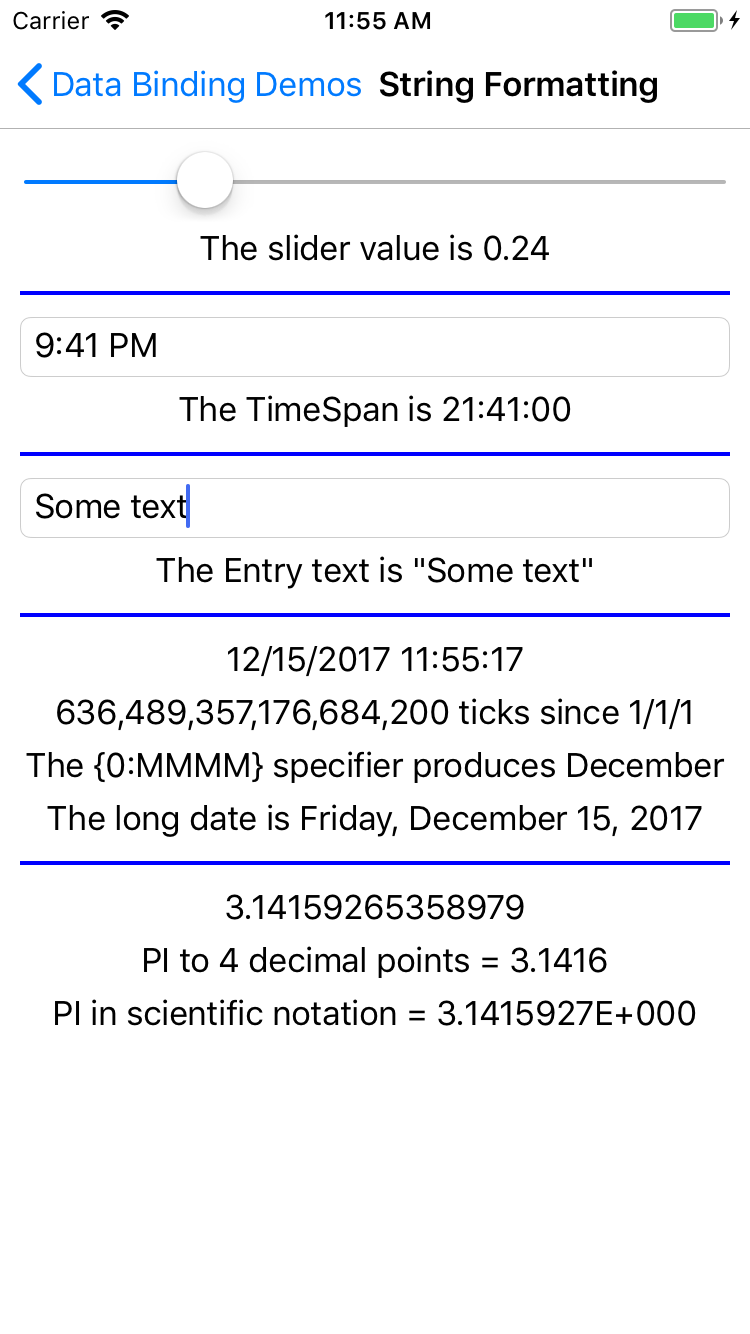 Carrier 11:55 AM
Data Binding Demos String Formatting
The slider value is 0.24
9:41 PM
The TimeSpan is 21:41:00
Some text
The Entry text is "Some text"
12/15/2017 11:55:17
636,489,357,176,684,200 ticks since 1/1/1
The {0:MMMM} specifier produces December
The long date is Friday, December 15, 2017
3.14159265358979
PI to 4 decimal points = 3.1416
PI in scientific notation = 3.1415927E+000